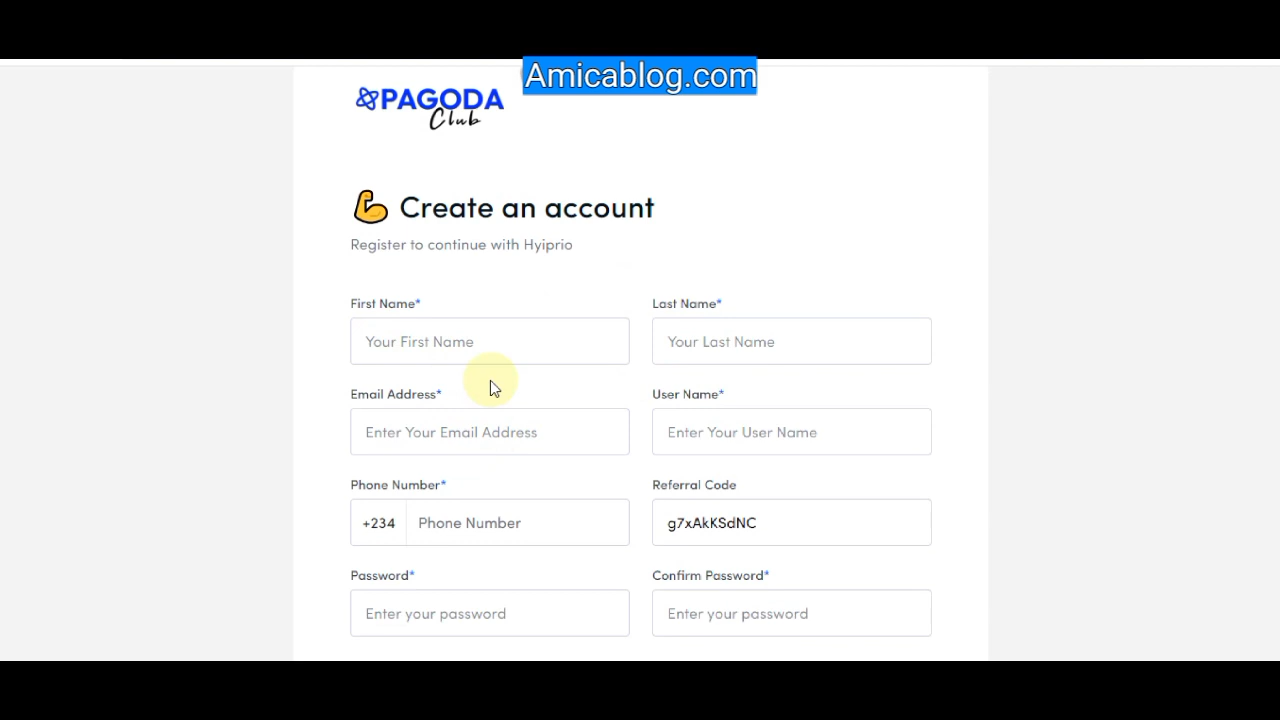 Amicablog.com
PAGODA
Club
Create an account
Register to continue with Hyiprio
First Name* Last Name*
Your First Name Your Last Name
Email Address* User Name*
Enter Your Email Address Enter Your User Name
Phone Number* Referral Code
+234 Phone Number g7xAkKSdNC
Password* Confirm Password*
Enter your password Enter your password